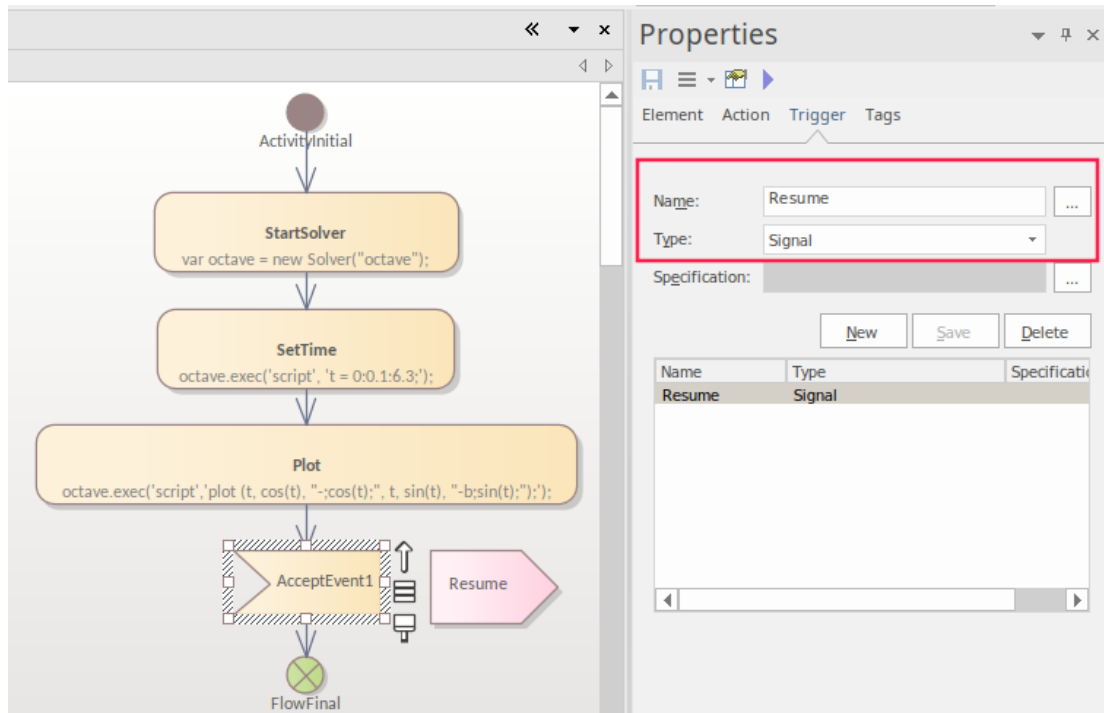 Properties
Element Action Trigger Tags
ActivityInitial
StartSolver
var octave = new Solver("octave");
SetTime
octave.exec('script', 't = 0:0.1:6.3;');
Plot
octave.exec('script','plot (t, cos(t), "-;cos(t);", t, sin(t), "-b;sin(t);");');
AcceptEvent1
Resume
FlowFinal
Name: Resume ...
Type: Signal
Specification: ...
New Save Delete
Name Type Specificatio
Resume Signal